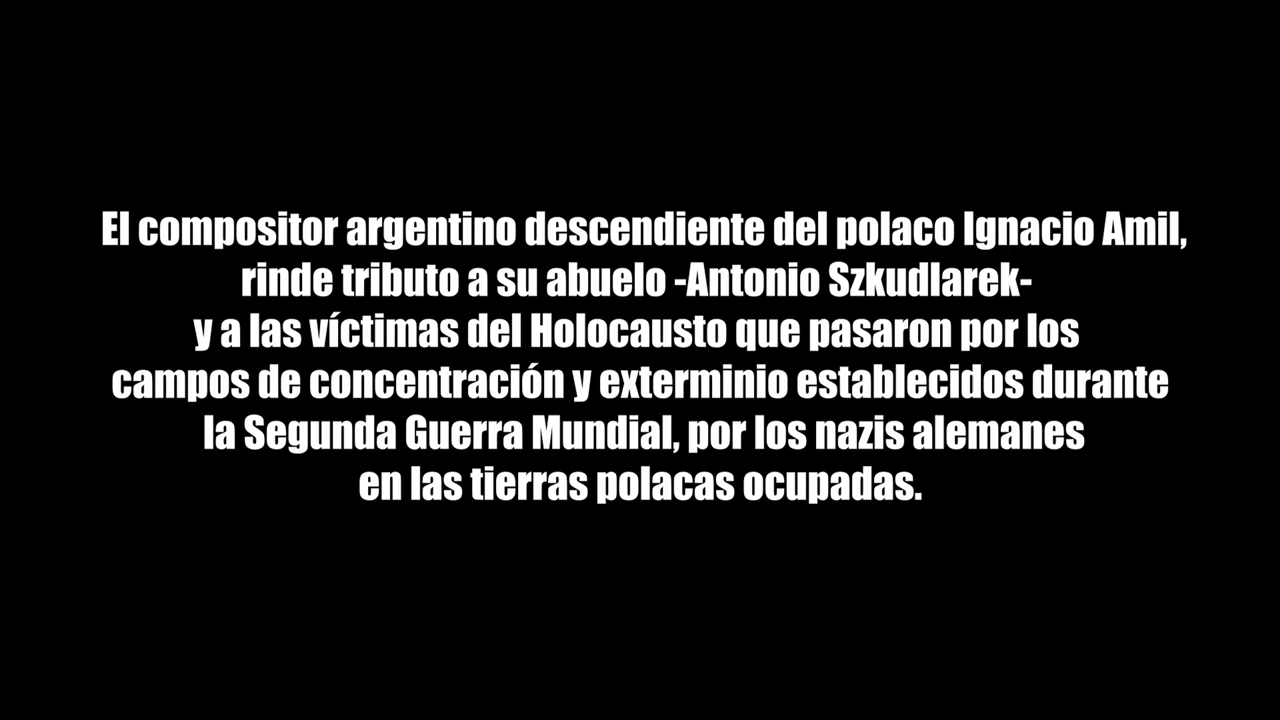 El compositor argentino descendiente del polaco Ignacio Amil,
rinde tributo a su abuelo -Antonio Szkudlarek-
y a las víctimas del Holocausto que pasaron por los
campos de concentración y exterminio establecidos durante
la Segunda Guerra Mundial, por los nazis alemanes
en las tierras polacas ocupadas.